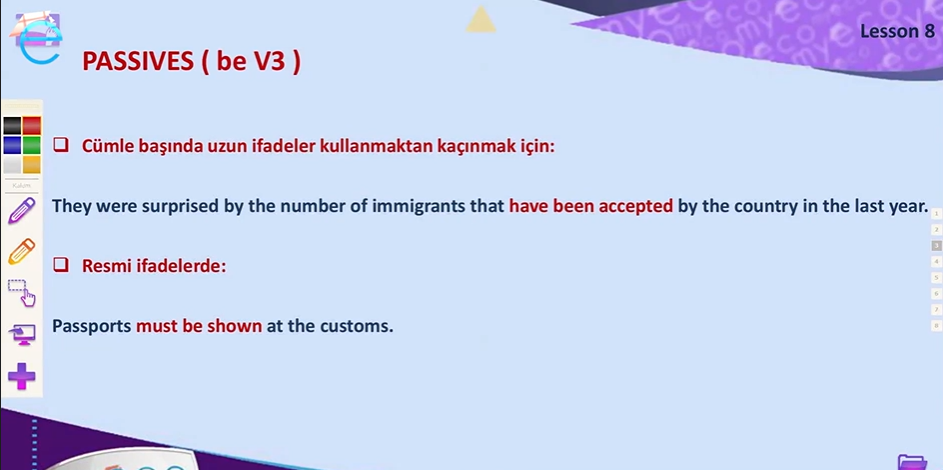 Lesson 8
PASSIVES ( be V3 )
Cümle başında uzun ifadeler kullanmaktan kaçınmak için:
They were surprised by the number of immigrants that have been accepted by the country in the last year.
Resmi ifadelerde:
Passports must be shown at the customs.
Kalum
1
2
3
4
5
6
7
8